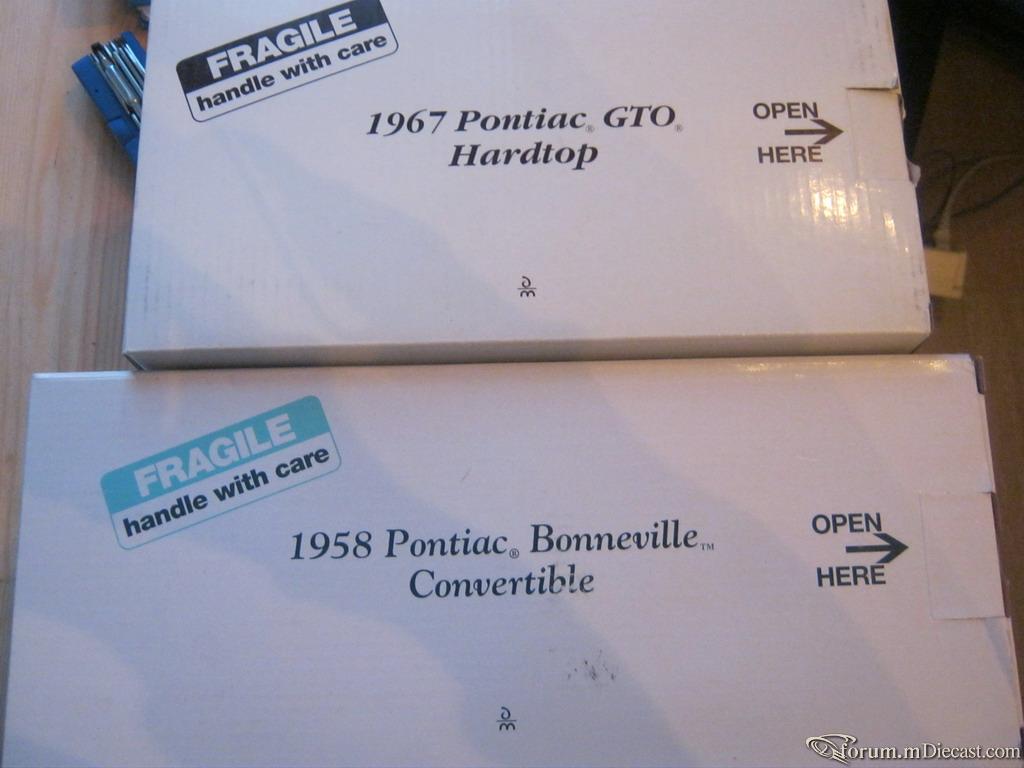 FRAGILE
handle with care
1967 Pontiac® GTO®
Hardtop
OPEN
HERE
FRAGILE
handle with care
1958 Pontiac® Bonneville™
Convertible
OPEN
HERE
forum.mDiecast.com